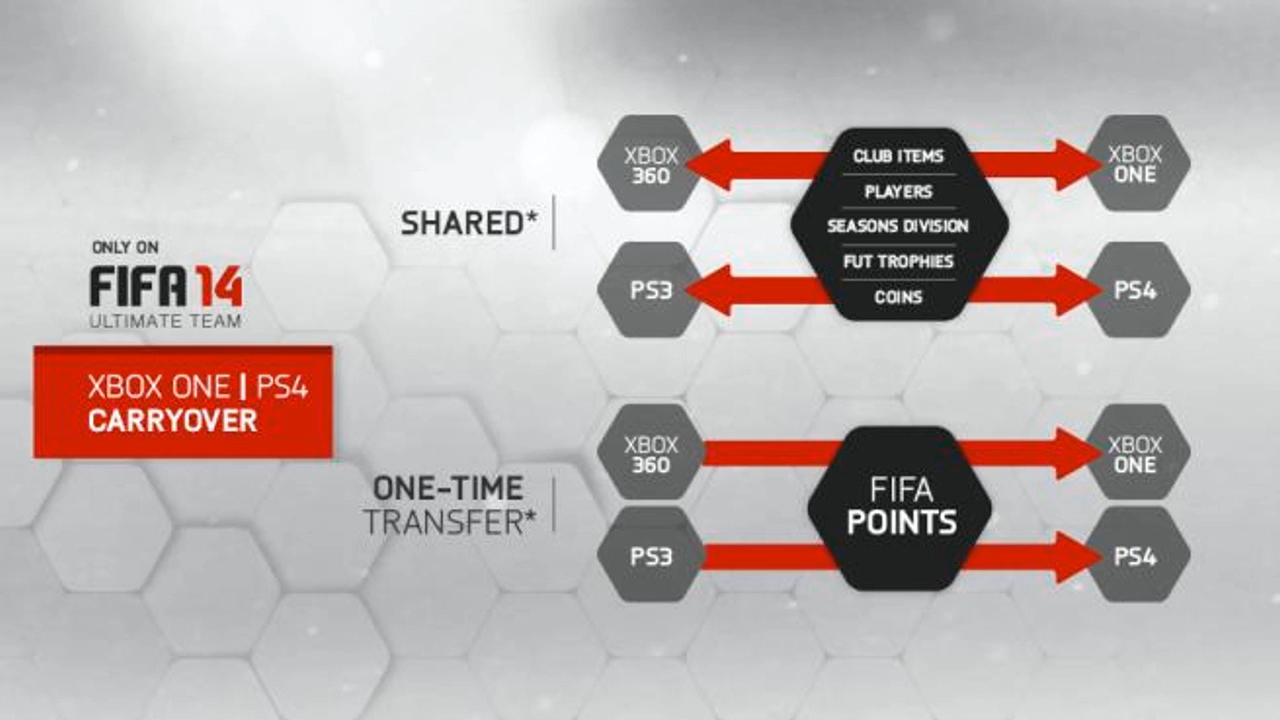 ONLY ON
FIFA 14
ULTIMATE TEAM
XBOX ONE | PS4
CARRYOVER
SHARED*
XBOX
360
CLUB ITEMS
PLAYERS
SEASONS DIVISION
FUT TROPHIES
COINS
XBOX
ONE
PS3
PS4
ONE-TIME
TRANSFER*
XBOX
360
FIFA
POINTS
XBOX
ONE
PS3
PS4